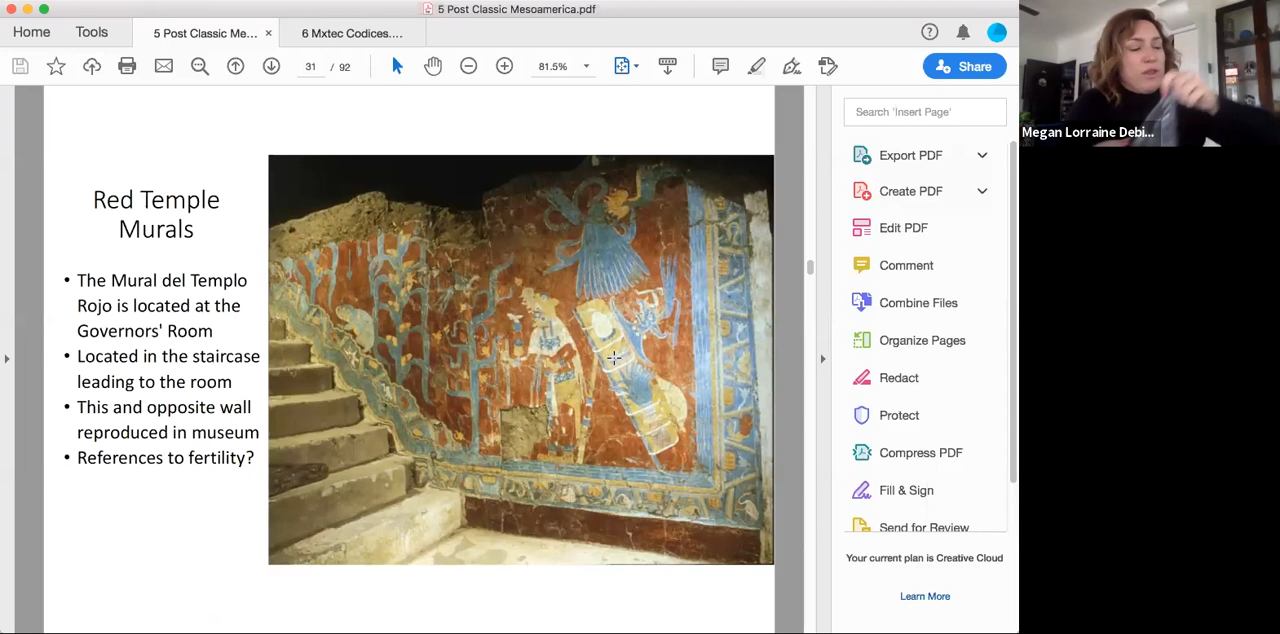 5 Post Classic Mesoamerica.pdf
Home
Tools
5 Post Classic Me... ×
6 Mxtec Codices....
31 / 92
81.5%
Share
Search 'Insert Page'
Export PDF
Create PDF
Edit PDF
Comment
Combine Files
Organize Pages
Redact
Protect
Compress PDF
Fill & Sign
Send for Review
Your current plan is Creative Cloud
Learn More
Red Temple
Murals
• The Mural del Templo
Rojo is located at the
Governors' Room
• Located in the staircase
leading to the room
• This and opposite wall
reproduced in museum
• References to fertility?
Megan Lorraine Debi...